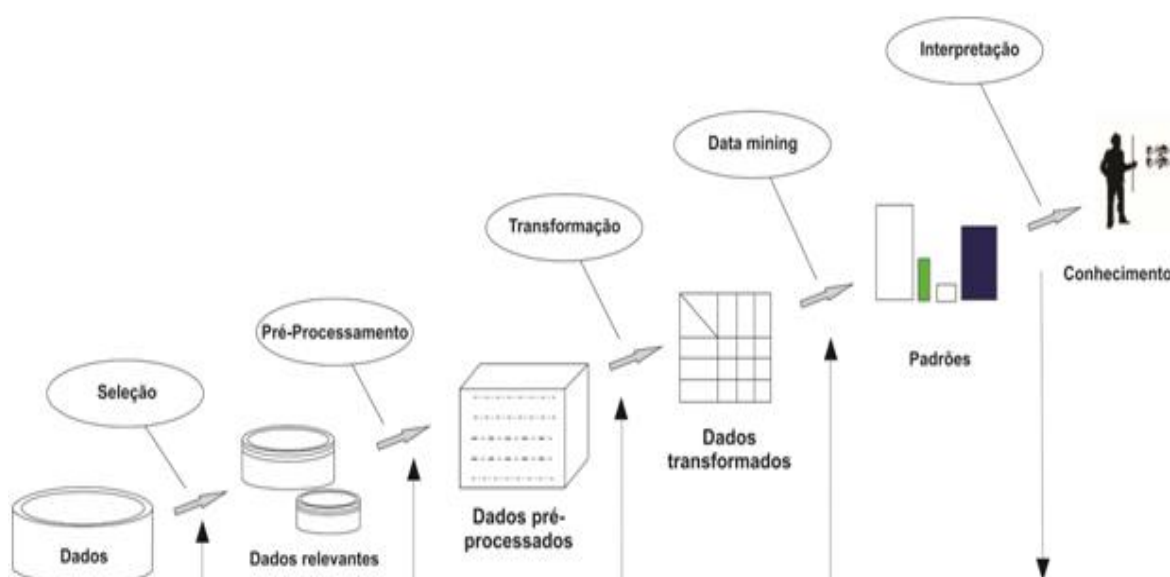 Interpretação
Data mining
Transformação
Conhecimento
Pré-Processamento
Padrões
Seleção
Dados
transformados
Dados pré-
processados
Dados
Dados relevantes